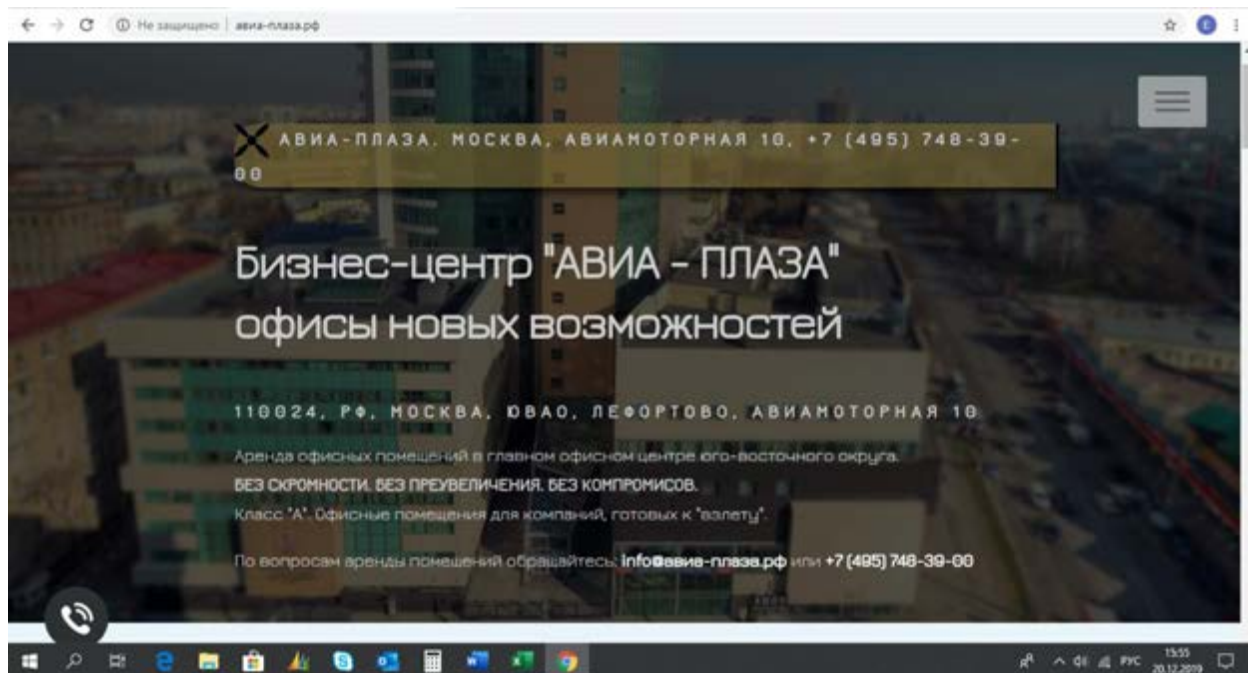 Не защищено | авиа-плаза.рф
E
АВИА-ПЛАЗА. МОСКВА, АВИАМОТОРНАЯ 10, +7 (495) 748-39-
00
Бизнес-центр "АВИА - ПЛАЗА"
офисы новых возможностей
110024, РФ, МОСКВА, ЮВАО, ЛЕФОРТОВО, АВИАМОТОРНАЯ 10
Аренда офисных помещений в главном офисном центре юго-восточного округа.
БЕЗ СКРОМНОСТИ. БЕЗ ПРЕУВЕЛИЧЕНИЯ. БЕЗ КОМПРОМИСОВ.
Класс "А". Офисные помещения для компаний, готовых к "взлету".
По вопросам аренды помещений обращайтесь: info@авиа-плаза.рф или +7 (495) 748-39-00
РУС
15:55
20.12.2019